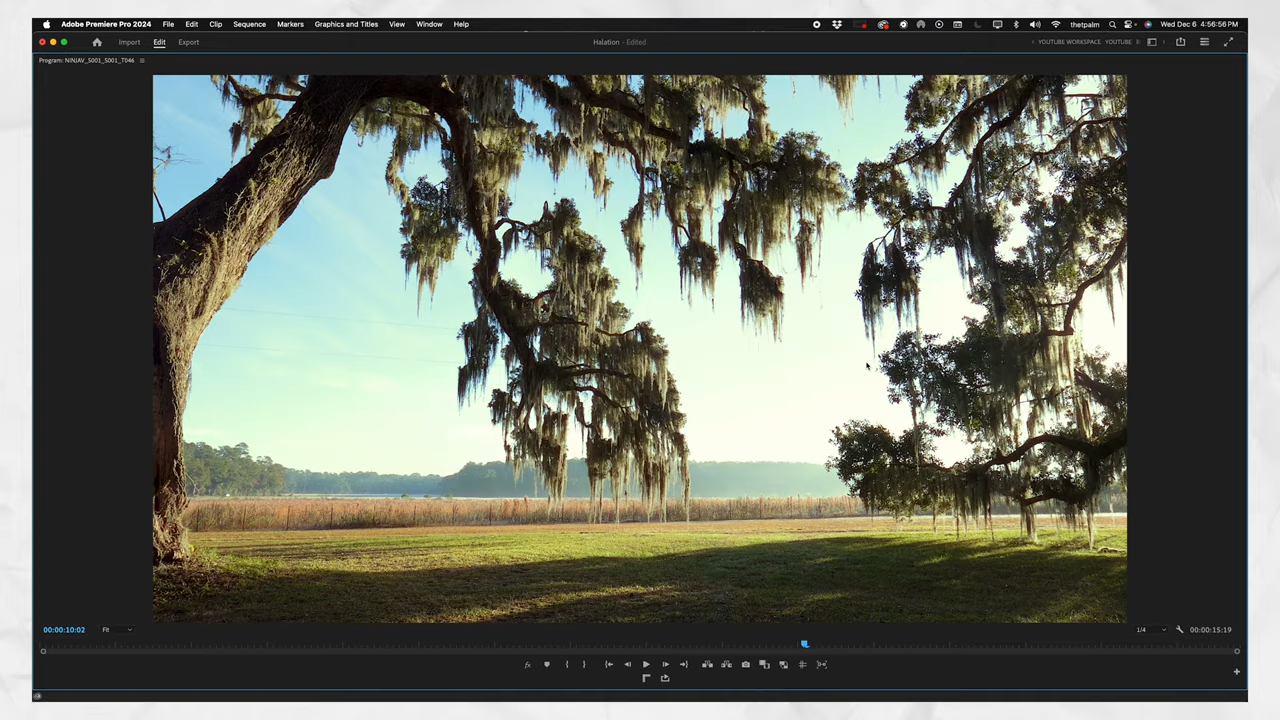 Adobe Premiere Pro 2024 File Edit Clip Sequence Markers Graphics and Titles View Window Help thetpalm Wed Dec 6 4:56:56 PM
Import Edit Export Halation - Edited YOUTUBE WORKSPACE YOUTUBE
Program: NINJAV_S001_S001_T046
00:00:10:02 Fit 1/4 00:00:15:19
fx